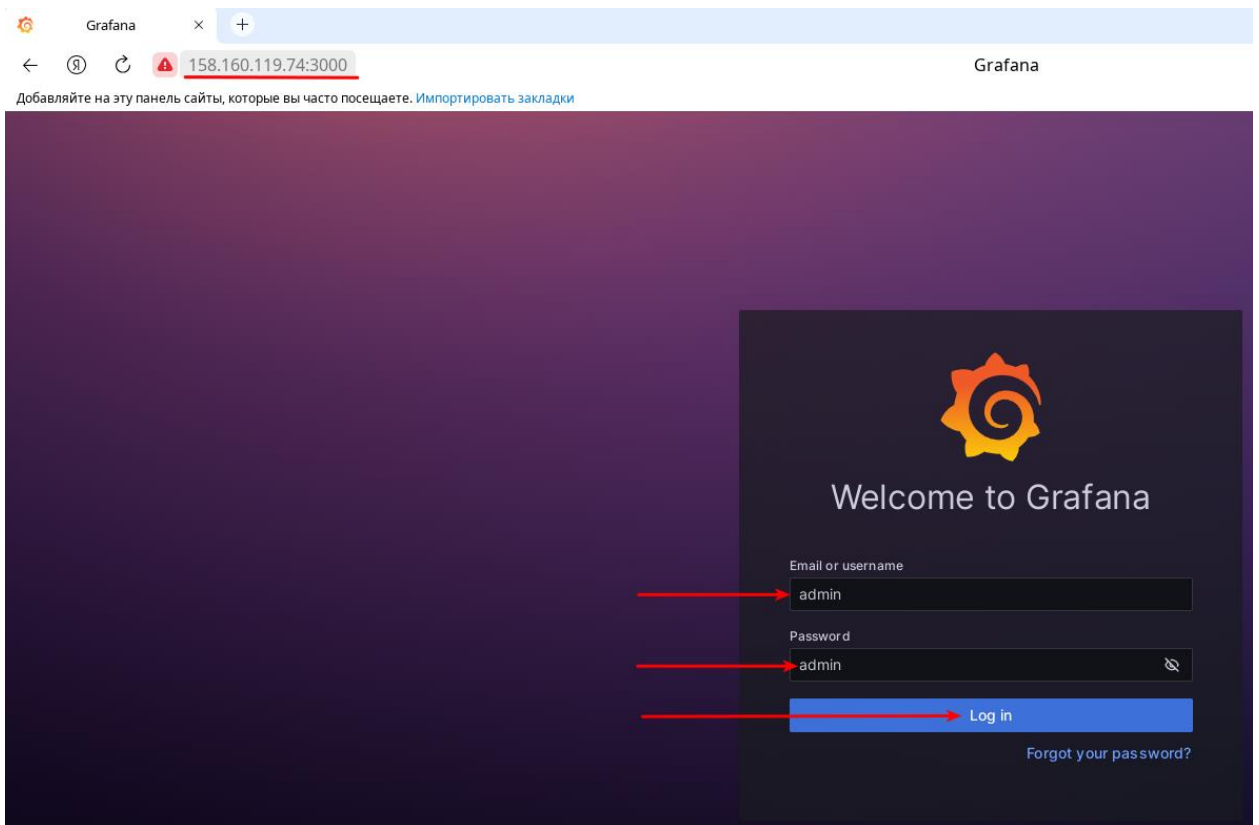 Grafana
158.160.119.74:3000
Grafana
Добавляйте на эту панель сайты, которые вы часто посещаете. Импортировать закладки
Welcome to Grafana
Email or username
admin
Password
admin
Log in
Forgot your password?